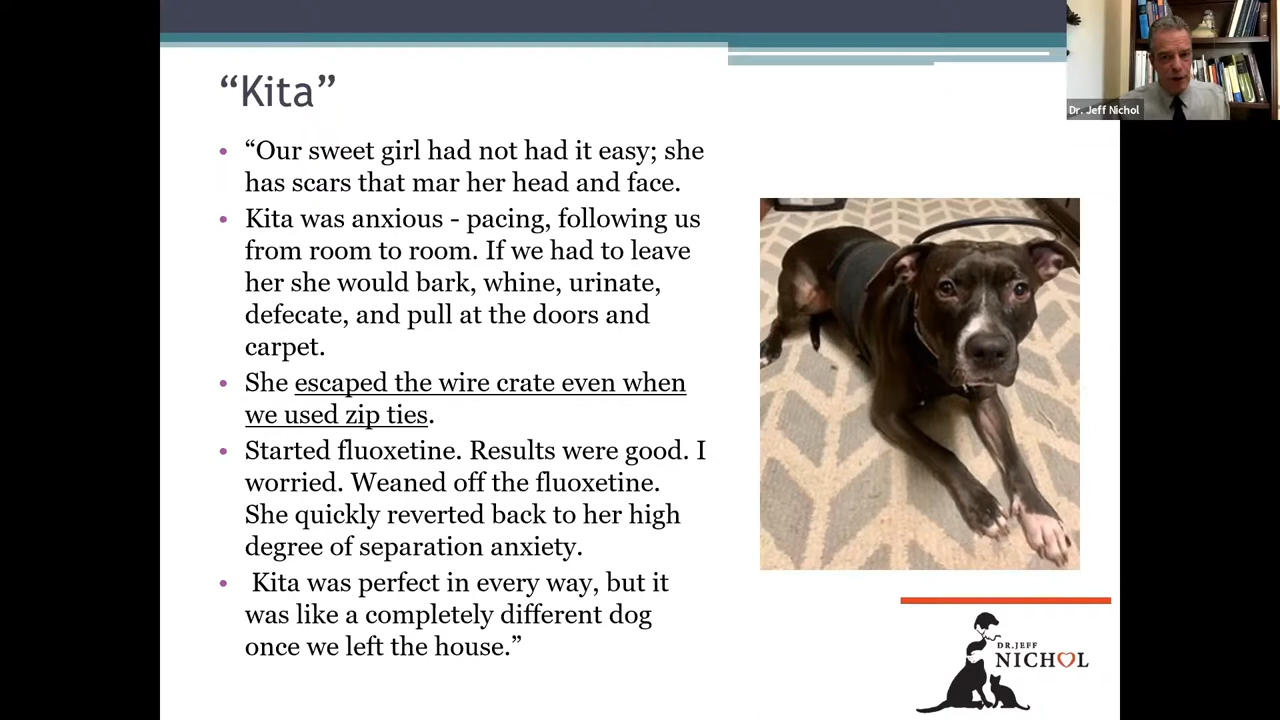 “Kita”
“Our sweet girl had not had it easy; she
has scars that mar her head and face.
Kita was anxious - pacing, following us
from room to room. If we had to leave
her she would bark, whine, urinate,
defecate, and pull at the doors and
carpet.
She escaped the wire crate even when
we used zip ties.
Started fluoxetine. Results were good. I
worried. Weaned off the fluoxetine.
She quickly reverted back to her high
degree of separation anxiety.
Kita was perfect in every way, but it
was like a completely different dog
once we left the house.”
Dr. Jeff Nichol
DR. JEFF
NICHOL